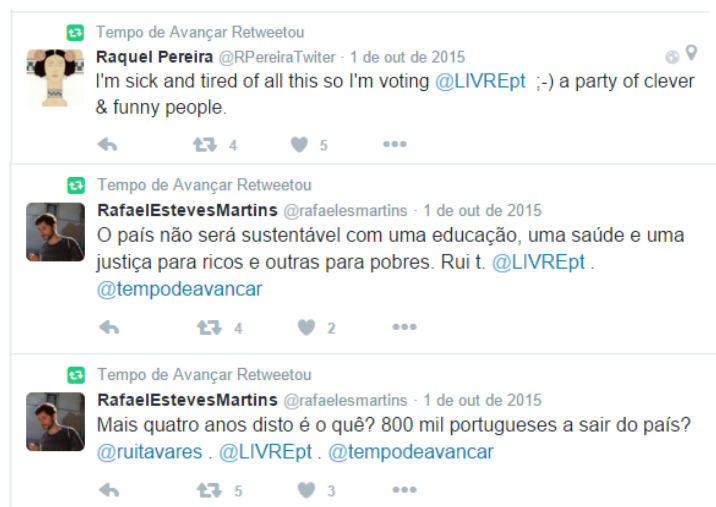 Tempo de Avançar Retweetou
Raquel Pereira @RPereiraTwiter · 1 de out de 2015
I'm sick and tired of all this so I'm voting @LIVREpt ;-) a party of clever
& funny people.
4 5
Tempo de Avançar Retweetou
RafaelEstevesMartins @rafaelesmartins · 1 de out de 2015
O país não será sustentável com uma educação, uma saúde e uma
justiça para ricos e outras para pobres. Rui t. @LIVREpt .
@tempodeavancar
4 2
Tempo de Avançar Retweetou
RafaelEstevesMartins @rafaelesmartins · 1 de out de 2015
Mais quatro anos disto é o quê? 800 mil portugueses a sair do país?
@ruitavares . @LIVREpt . @tempodeavancar
5 3